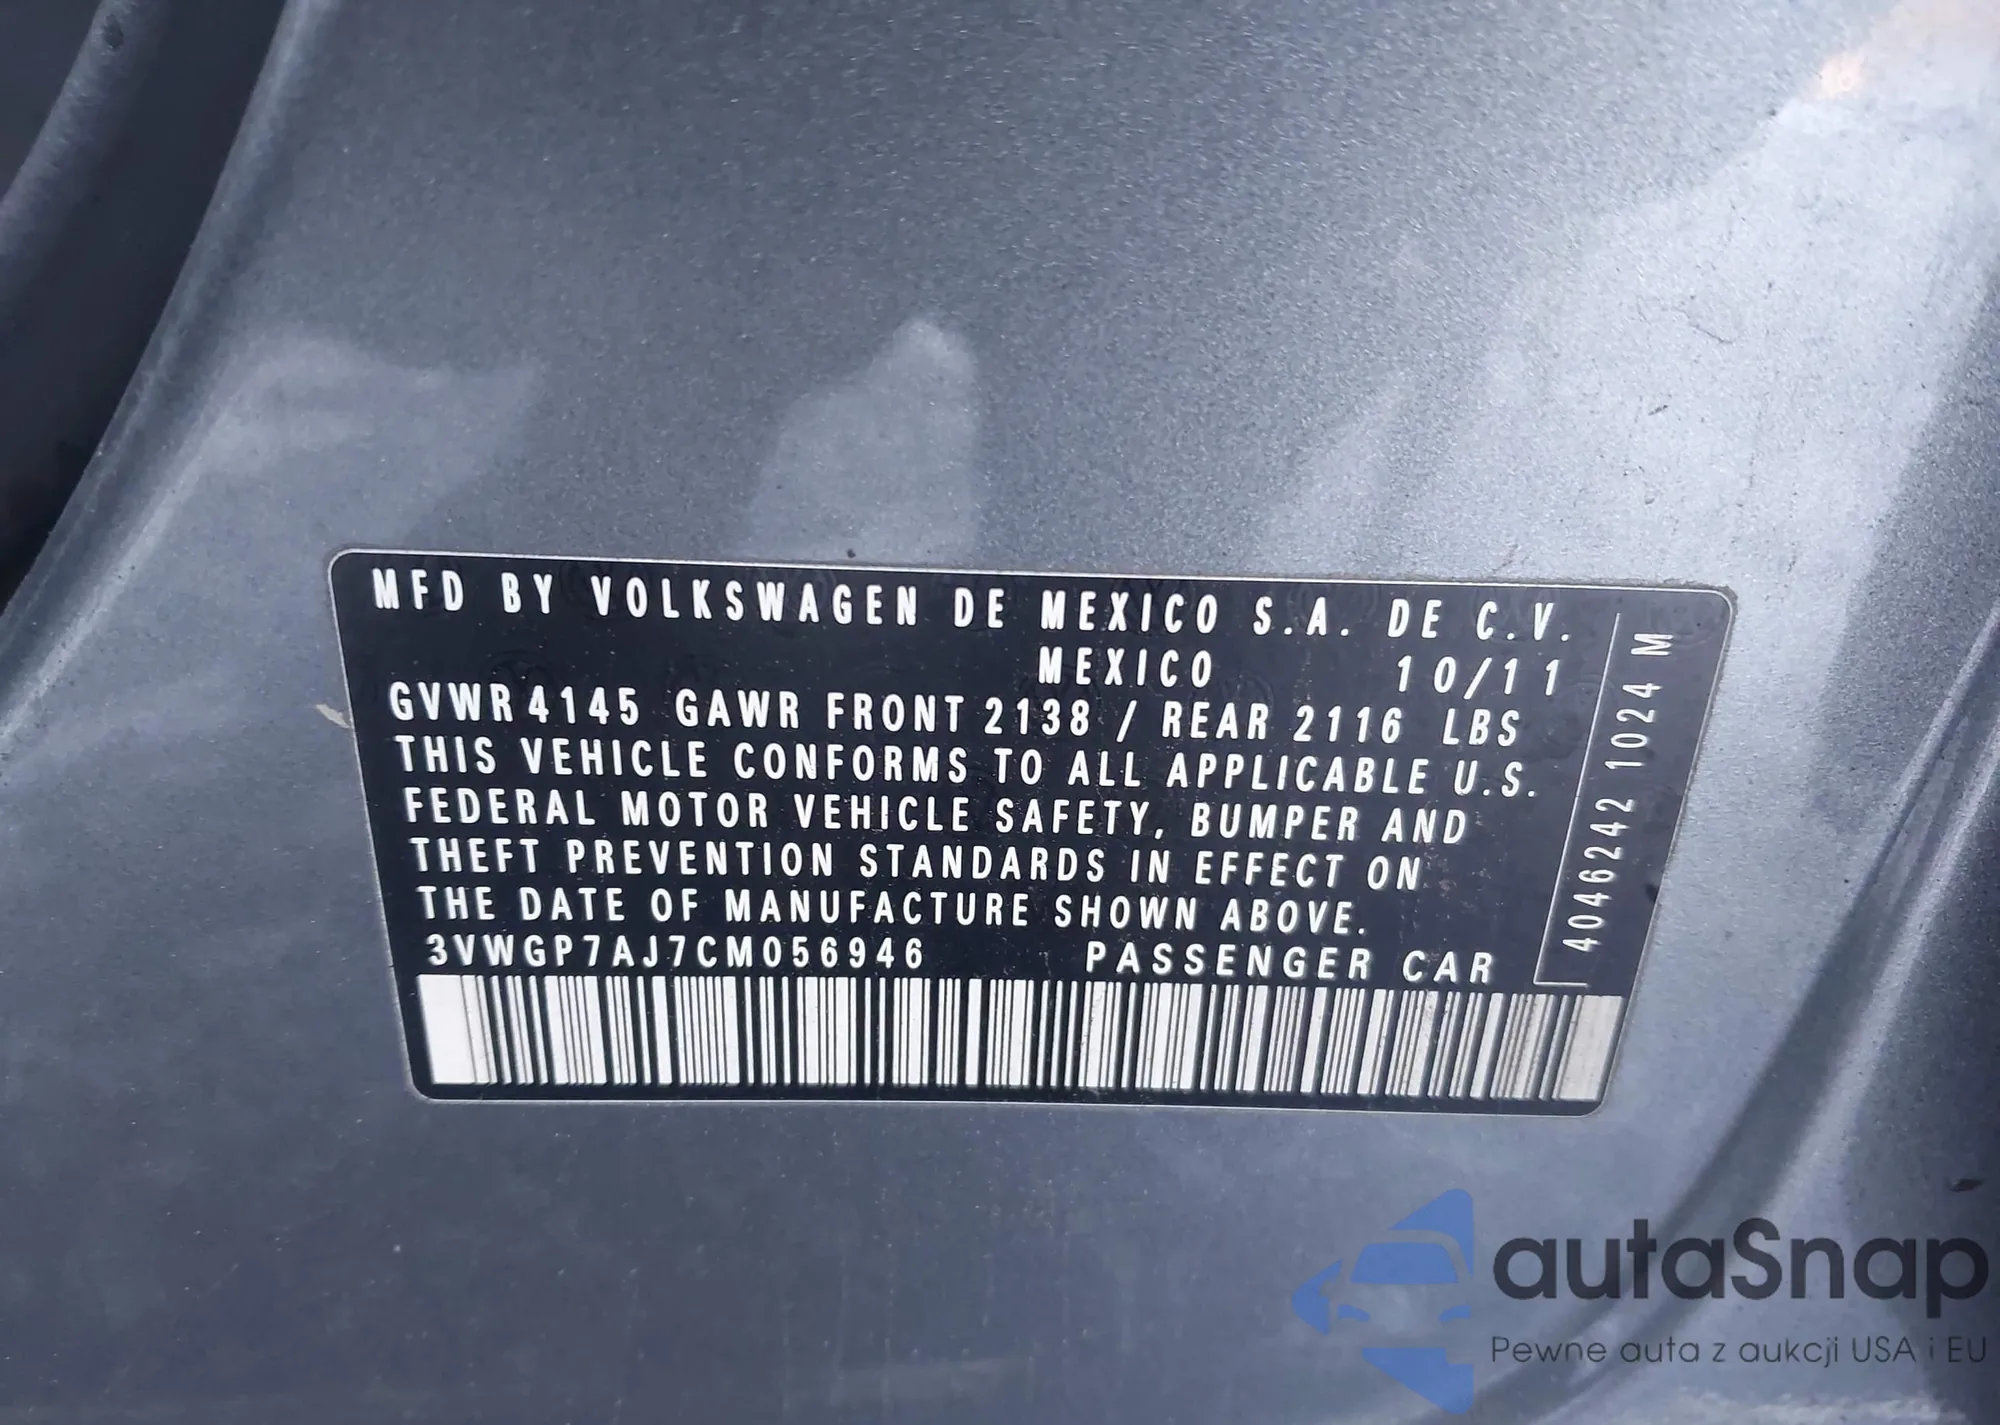 MFD BY VOLKSWAGEN DE MEXICO S.A. DE C.V.
MEXICO 10/11
GVWR 4145 GAWR FRONT 2138 / REAR 2116 LBS
THIS VEHICLE CONFORMS TO ALL APPLICABLE U.S.
FEDERAL MOTOR VEHICLE SAFETY, BUMPER AND
THEFT PREVENTION STANDARDS IN EFFECT ON
THE DATE OF MANUFACTURE SHOWN ABOVE.
3VWGP7AJ7CM056946 PASSENGER CAR
4046242 1024 M
autaSnap
Pewne auta z aukcji USA i EU